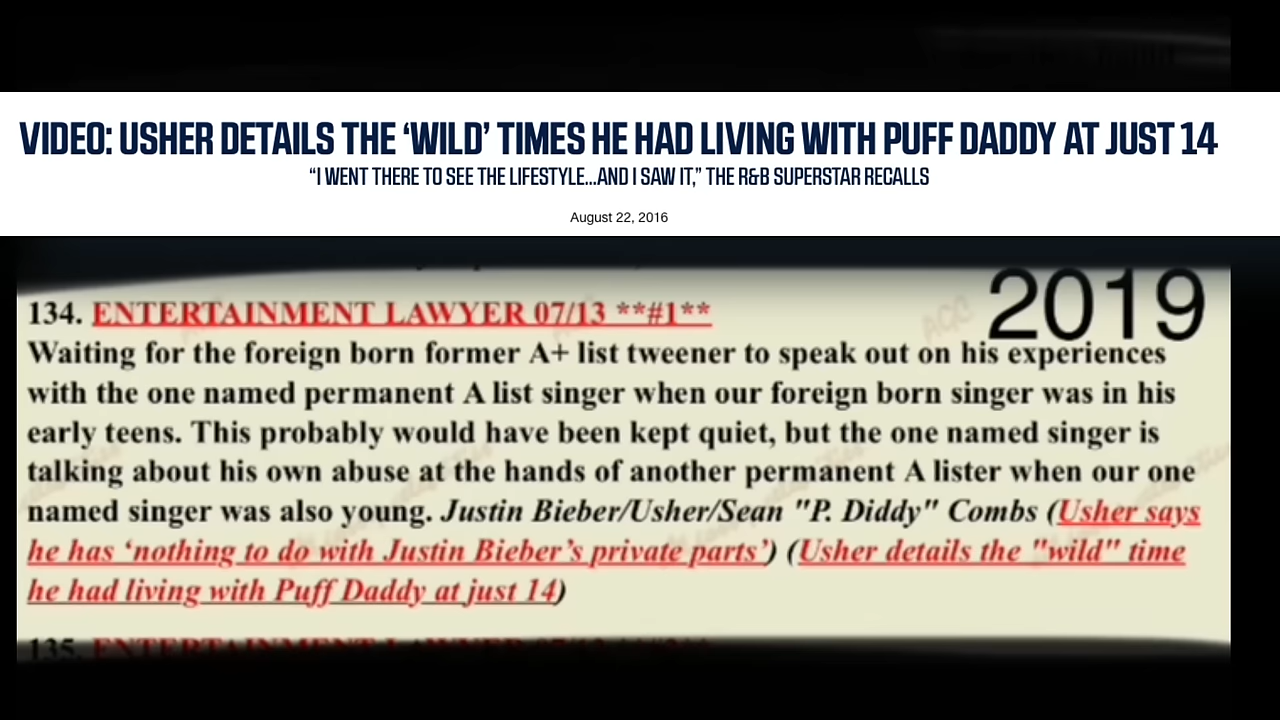 VIDEO: USHER DETAILS THE ‘WILD’ TIMES HE HAD LIVING WITH PUFF DADDY AT JUST 14
“I WENT THERE TO SEE THE LIFESTYLE...AND I SAW IT,” THE R&B SUPERSTAR RECALLS
August 22, 2016
2019
134. ENTERTAINMENT LAWYER 07/13 **#1**
Waiting for the foreign born former A+ list tweener to speak out on his experiences
with the one named permanent A list singer when our foreign born singer was in his
early teens. This probably would have been kept quiet, but the one named singer is
talking about his own abuse at the hands of another permanent A lister when our one
named singer was also young. Justin Bieber/Usher/Sean "P. Diddy" Combs (Usher says
he has ‘nothing to do with Justin Bieber’s private parts’) (Usher details the "wild" time
he had living with Puff Daddy at just 14)
135. ENTERTAINMENT LAWYER 07/13